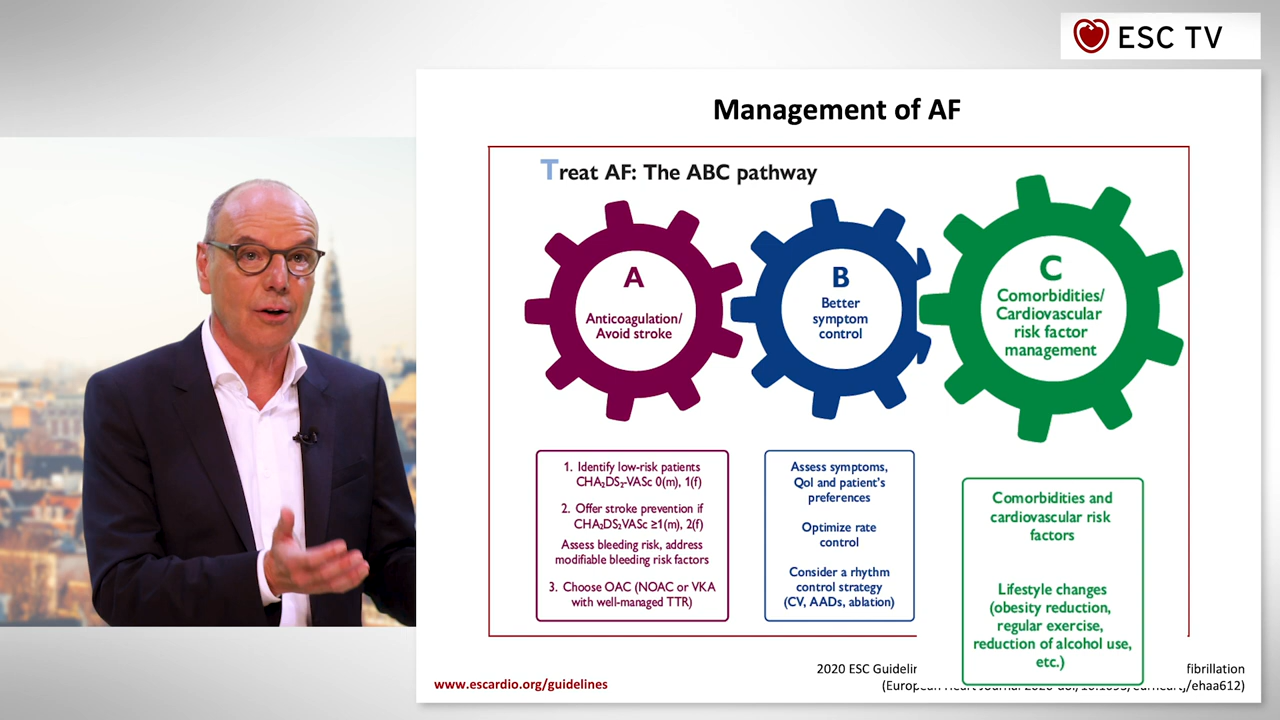 ESC TV
Management of AF
Treat AF: The ABC pathway
A
Anticoagulation/
Avoid stroke
B
Better
symptom
control
C
Comorbidities/
Cardiovascular
risk factor
management
1. Identify low-risk patients
CHA₂DS₂-VASc 0(m), 1(f)
2. Offer stroke prevention if
CHA₂DS₂VASc ≥1(m), 2(f)
Assess bleeding risk, address
modifiable bleeding risk factors
3. Choose OAC (NOAC or VKA
with well-managed TTR)
Assess symptoms,
Qol and patient's
preferences
Optimize rate
control
Consider a rhythm
control strategy
(CV, AADs, ablation)
Comorbidities and
cardiovascular risk
factors
Lifestyle changes
(obesity reduction,
regular exercise,
reduction of alcohol use,
etc.)
www.escardio.org/guidelines
2020 ESC fibrillation
ehaa612)